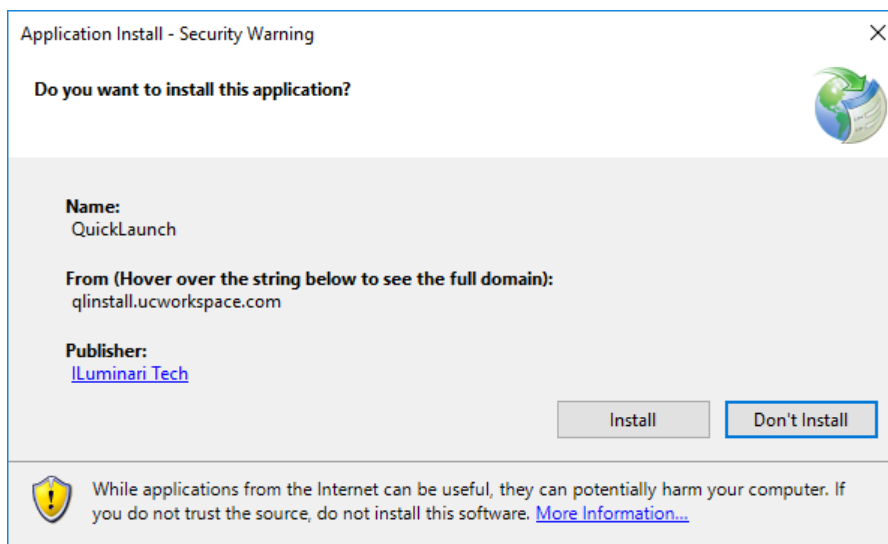 Application Install - Security Warning
Do you want to install this application?
Name:
QuickLaunch
From (Hover over the string below to see the full domain):
qlinstall.ucworkspace.com
Publisher:
ILuminari Tech
Install
Don't Install
While applications from the Internet can be useful, they can potentially harm your computer. If
you do not trust the source, do not install this software. More Information...